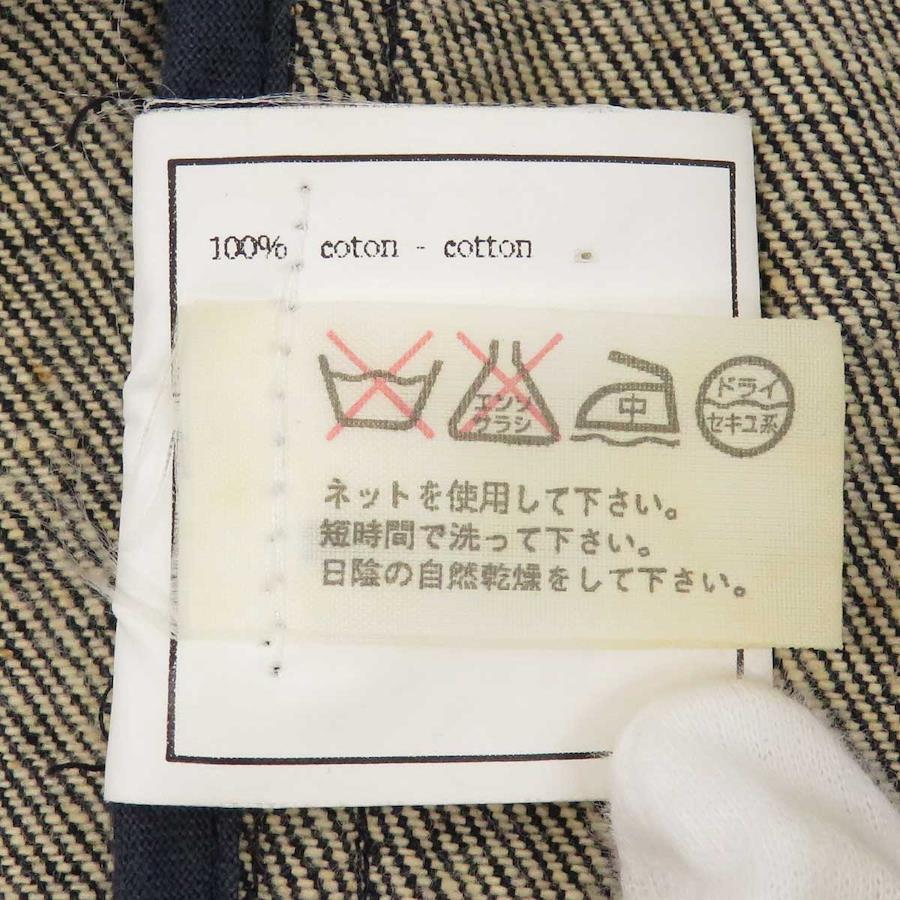 100% coton - cotton
エンソ
サラシ
中
ドライ
セキユ系
ネットを使用して下さい。
短時間で洗って下さい。
日陰の自然乾燥をして下さい。